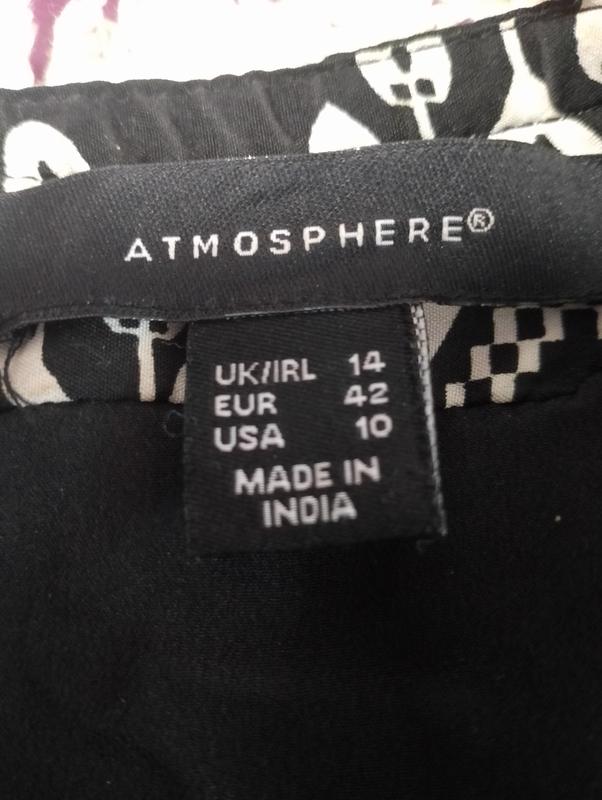 ATMOSPHERE®
UK/IRL 14
EUR 42
USA 10
MADE IN
INDIA